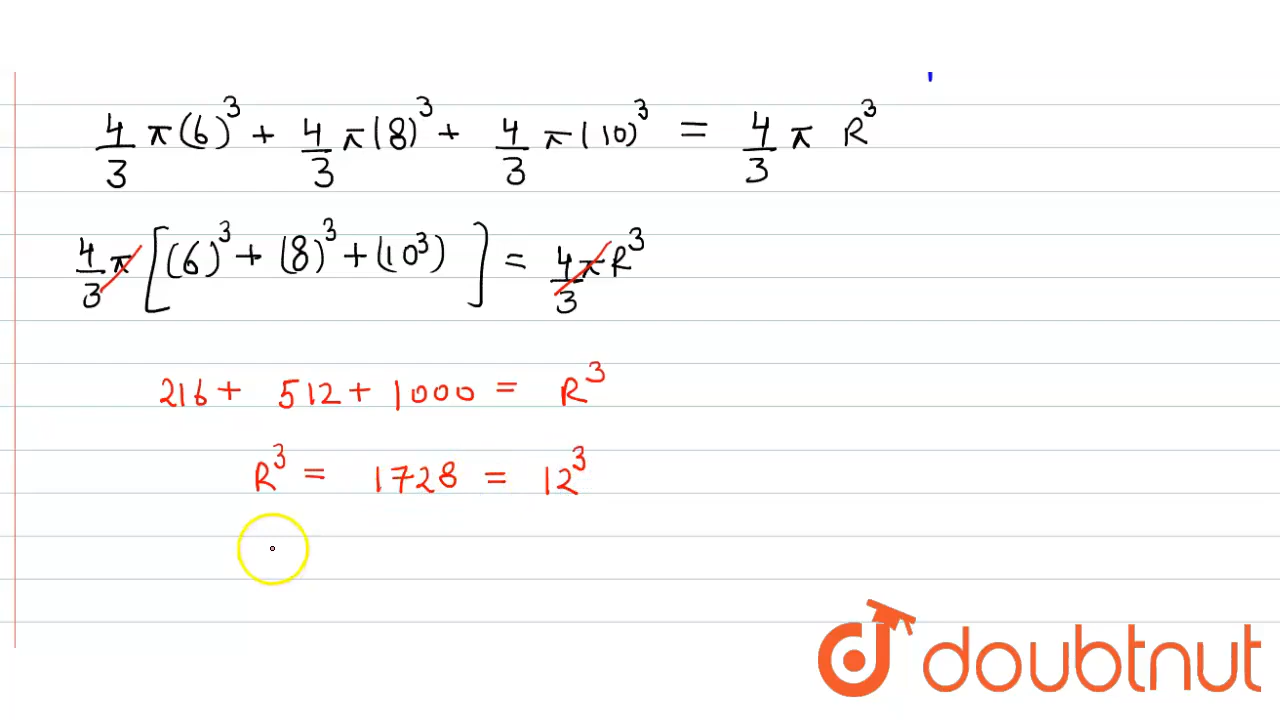 4/3 π(6)³ + 4/3 π(8)³ + 4/3 π(10)³ = 4/3 π R³
4/3 π [(6)³ + (8)³ + (10³)] = 4/3 π R³
216 + 512 + 1000 = R³
R³ = 1728 = 12³
doubtnut